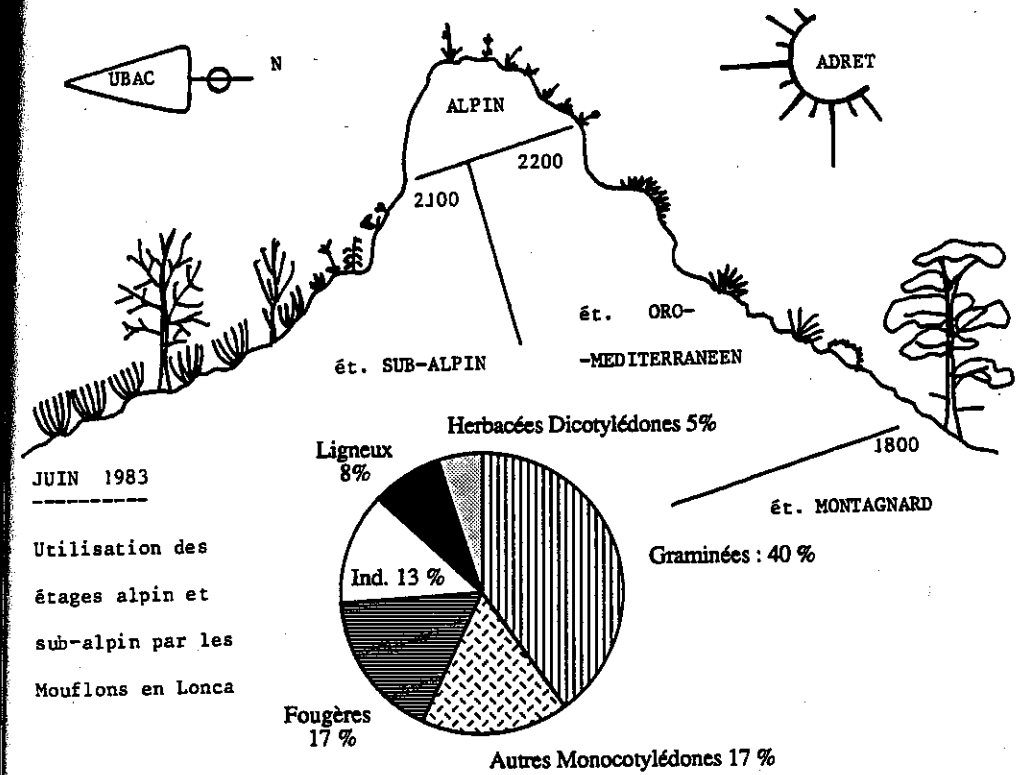 UBAC
N
ADRET
ALPIN
2200
2100
ét. ORO-
-MEDITERRANEEN
ét. SUB-ALPIN
1800
ét. MONTAGNARD
JUIN 1983
Utilisation des
étages alpin et
sub-alpin par les
Mouflons en Lonca
Herbacées Dicotylédones 5%
Ligneux
8%
Graminées : 40 %
Ind. 13 %
Fougères
17 %
Autres Monocotylédones 17 %